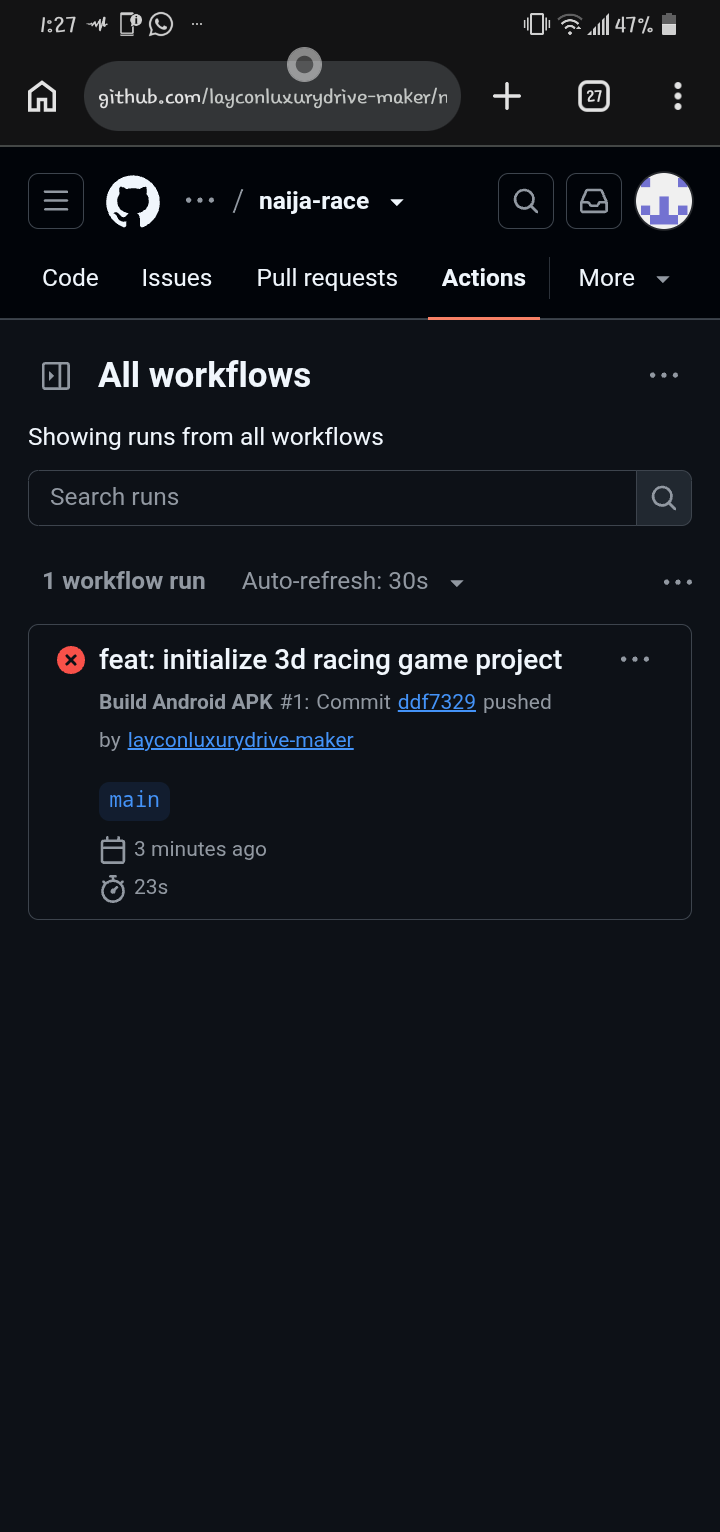 1:27 ... 47%
github.com/layconluxurydrive-maker/n
27
... / naija-race
Code Issues Pull requests Actions More
All workflows ...
Showing runs from all workflows
Search runs
1 workflow run Auto-refresh: 30s ...
feat: initialize 3d racing game project ...
Build Android APK #1: Commit ddf7329 pushed
by layconluxurydrive-maker
main
3 minutes ago
23s